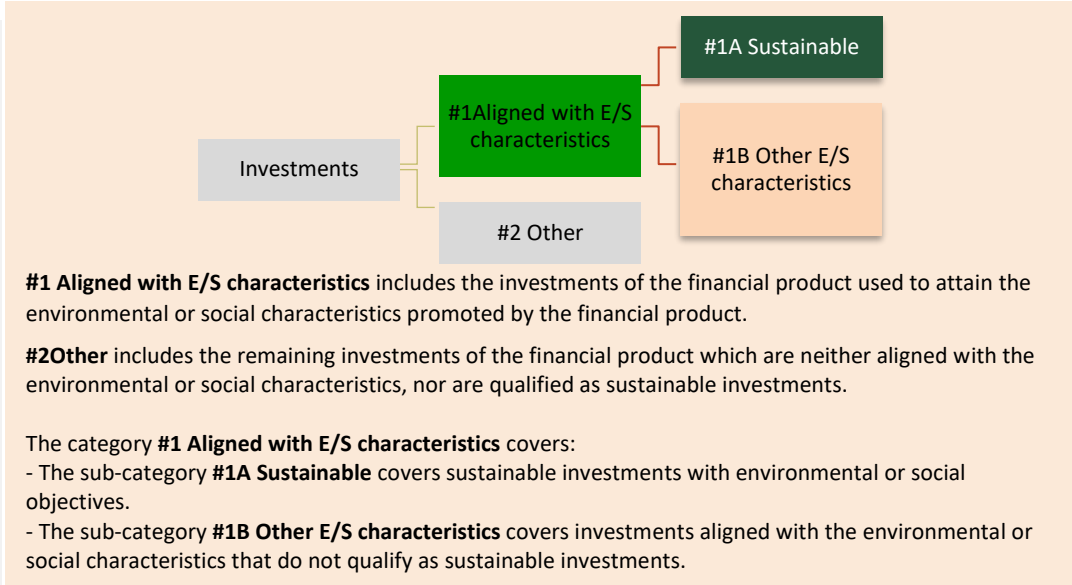 #1A Sustainable
#1Aligned with E/S
characteristics
#1B Other E/S
characteristics
Investments
#2 Other
#1 Aligned with E/S characteristics includes the investments of the financial product used to attain the
environmental or social characteristics promoted by the financial product.
#2Other includes the remaining investments of the financial product which are neither aligned with the
environmental or social characteristics, nor are qualified as sustainable investments.
The category #1 Aligned with E/S characteristics covers:
- The sub-category #1A Sustainable covers sustainable investments with environmental or social
objectives.
- The sub-category #1B Other E/S characteristics covers investments aligned with the environmental or
social characteristics that do not qualify as sustainable investments.